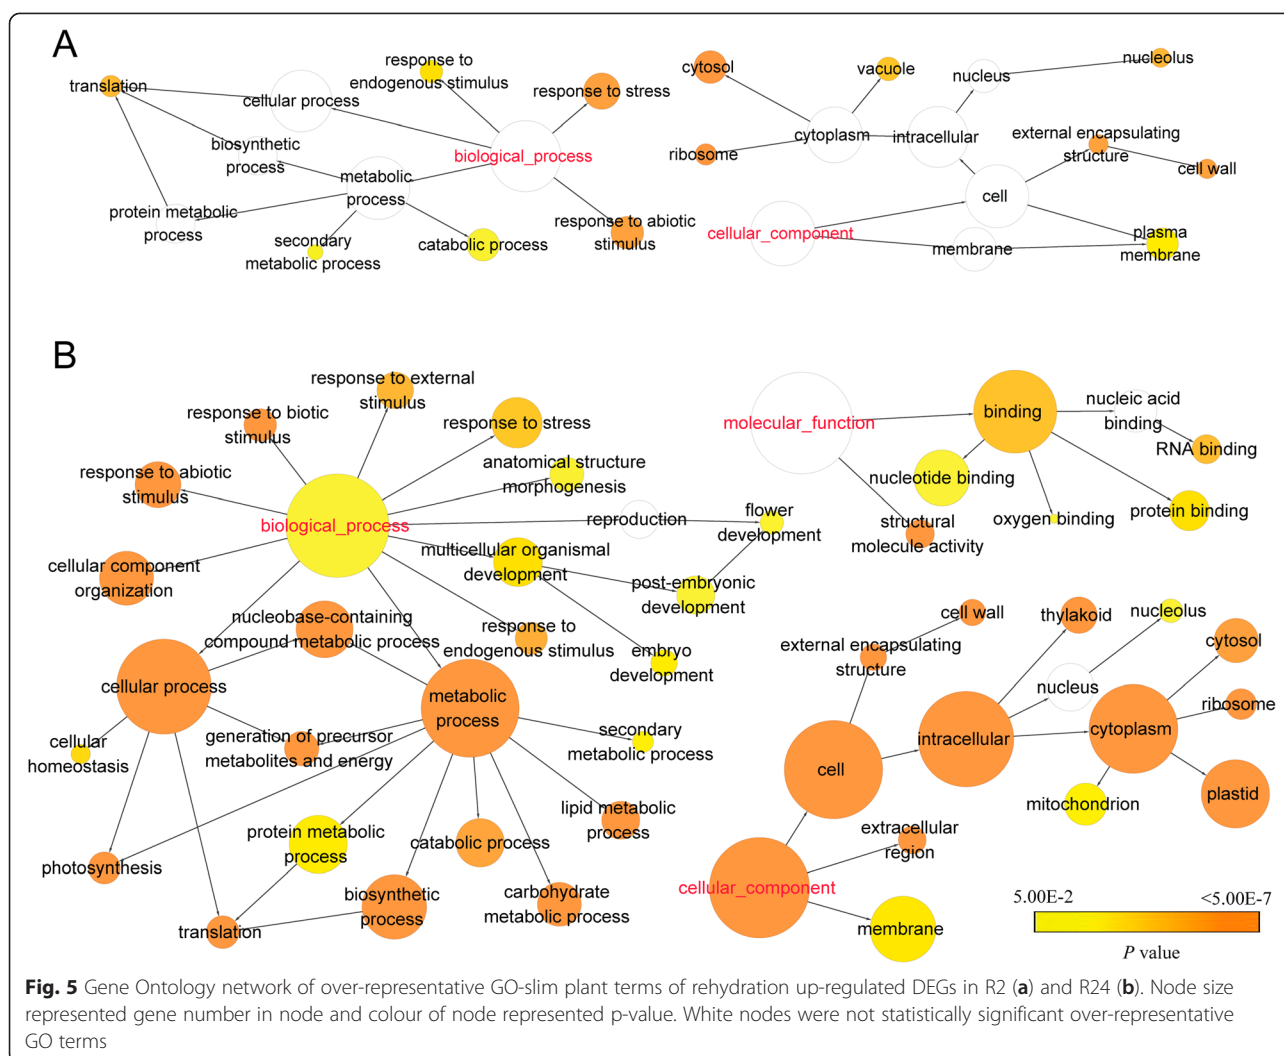 A
response to
endogenous stimulus
translation
cellular process
response to stress
biosynthetic
process
biological_process
metabolic
process
protein metabolic
process
secondary
metabolic process
catabolic process
response to abiotic
stimulus
cytosol
vacuole
nucleus
nucleolus
cytoplasm
intracellular
external encapsulating
structure
ribosome
cell wall
cell
cellular_component
membrane
plasma
membrane
B
response to external
stimulus
response to biotic
stimulus
response to stress
response to abiotic
stimulus
anatomical structure
morphogenesis
biological_process
reproduction
flower
development
cellular component
organization
multicellular organismal
development
post-embryonic
development
nucleobase-containing
compound metabolic process
response to
endogenous stimulus
embryo
development
cellular process
metabolic
process
cellular
homeostasis
generation of precursor
metabolites and energy
secondary
metabolic process
protein metabolic
process
catabolic process
lipid metabolic
process
photosynthesis
biosynthetic
process
carbohydrate
metabolic process
translation
molecular_function
binding
nucleic acid
binding
RNA binding
nucleotide binding
structural
molecule activity
oxygen binding
protein binding
cell wall
thylakoid
nucleolus
external encapsulating
structure
cytosol
nucleus
ribosome
intracellular
cytoplasm
cell
mitochondrion
plastid
extracellular
region
cellular_component
membrane
5.00E-2 <5.00E-7
P value
Fig. 5 Gene Ontology network of over-representative GO-slim plant terms of rehydration up-regulated DEGs in R2 (a) and R24 (b). Node size
represented gene number in node and colour of node represented p-value. White nodes were not statistically significant over-representative
GO terms